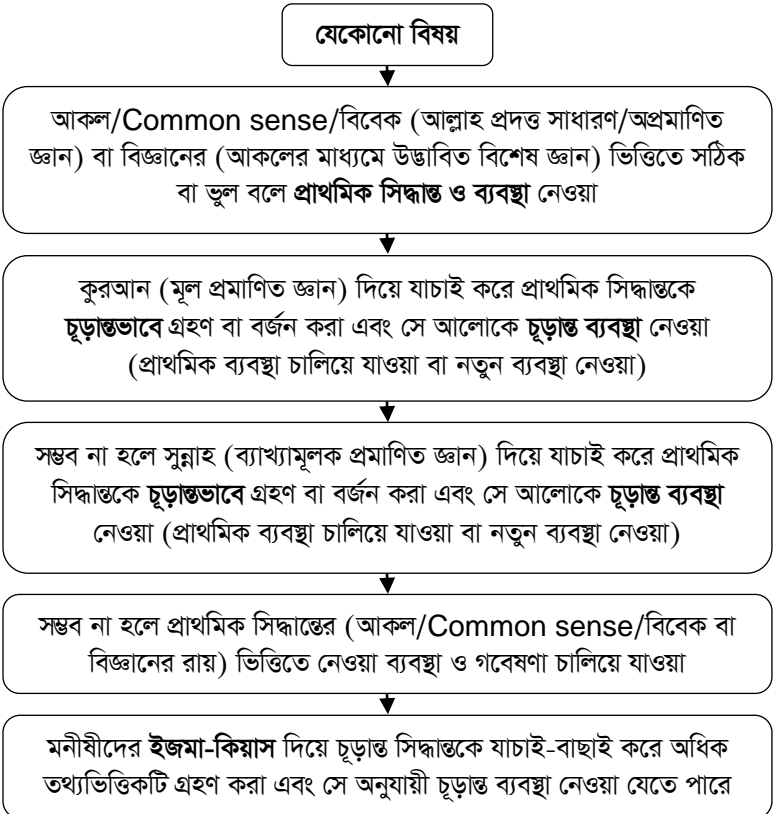 যেকোনো বিষয়
আকল/Common sense/বিবেক (আল্লাহ প্রদত্ত সাধারণ/অপ্রমাণিত
জ্ঞান) বা বিজ্ঞানের (আকলের মাধ্যমে উদ্ভাবিত বিশেষ জ্ঞান) ভিত্তিতে সঠিক
বা ভুল বলে প্রাথমিক সিদ্ধান্ত ও ব্যবস্থা নেওয়া
কুরআন (মূল প্রমাণিত জ্ঞান) দিয়ে যাচাই করে প্রাথমিক সিদ্ধান্তকে
চূড়ান্তভাবে গ্রহণ বা বর্জন করা এবং সে আলোকে চূড়ান্ত ব্যবস্থা নেওয়া
(প্রাথমিক ব্যবস্থা চালিয়ে যাওয়া বা নতুন ব্যবস্থা নেওয়া)
সম্ভব না হলে সুন্নাহ (ব্যাখ্যামূলক প্রমাণিত জ্ঞান) দিয়ে যাচাই করে প্রাথমিক
সিদ্ধান্তকে চূড়ান্তভাবে গ্রহণ বা বর্জন করা এবং সে আলোকে চূড়ান্ত ব্যবস্থা
নেওয়া (প্রাথমিক ব্যবস্থা চালিয়ে যাওয়া বা নতুন ব্যবস্থা নেওয়া)
সম্ভব না হলে প্রাথমিক সিদ্ধান্তের (আকল/Common sense/বিবেক বা
বিজ্ঞানের রায়) ভিত্তিতে নেওয়া ব্যবস্থা ও গবেষণা চালিয়ে যাওয়া
মনীষীদের ইজমা-কিয়াস দিয়ে চূড়ান্ত সিদ্ধান্তকে যাচাই-বাছাই করে অধিক
তথ্যভিত্তিকটি গ্রহণ করা এবং সে অনুযায়ী চূড়ান্ত ব্যবস্থা নেওয়া যেতে পারে